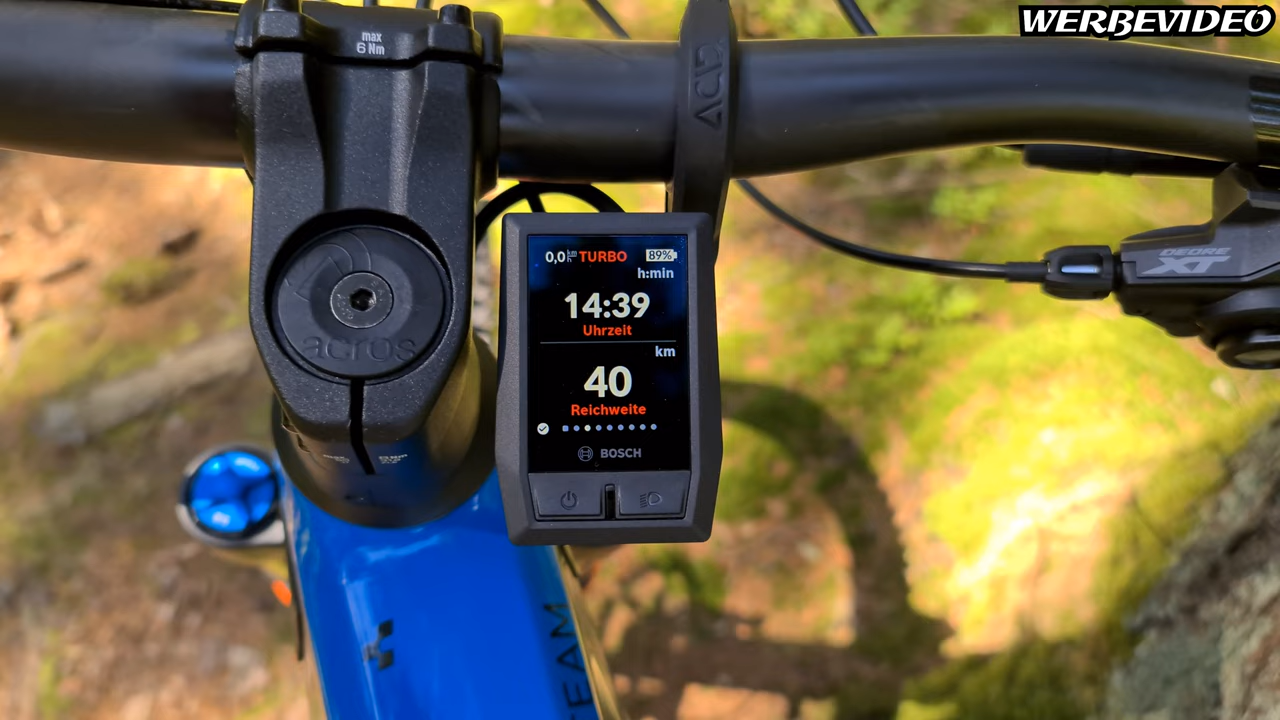 WERBEVIDEO
max
6 Nm
ACID
DEORE
XT
acros
0,0 km/h TURBO 89%
h:min
14:39
Uhrzeit
km
40
Reichweite
BOSCH
TEAM